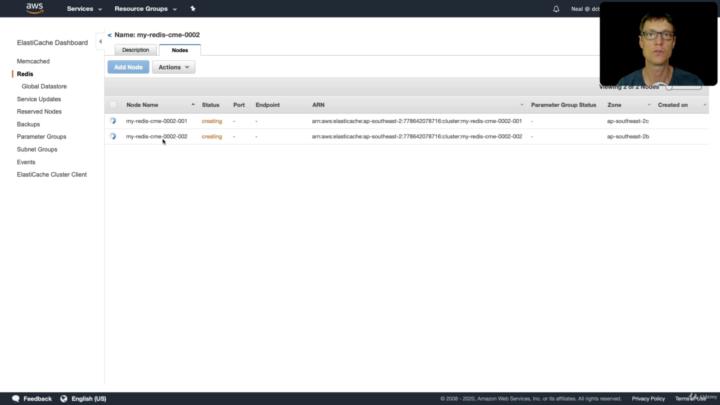 aws
Services
Resource Groups
Neal @ dct
ElastiCache Dashboard
Memcached
Redis
Global Datastore
Service Updates
Reserved Nodes
Backups
Parameter Groups
Subnet Groups
Events
ElastiCache Cluster Client
< Name: my-redis-cme-0002
Description
Nodes
Add Node
Actions
Viewing 2 of 2 Nodes
Node Name Status Port Endpoint ARN Parameter Group Status Zone Created on
my-redis-cme-0002-001 creating - - arn:aws:elasticache:ap-southeast-2:778642078716:cluster:my-redis-cme-0002-001 - ap-southeast-2c
my-redis-cme-0002-002 creating - - arn:aws:elasticache:ap-southeast-2:778642078716:cluster:my-redis-cme-0002-002 - ap-southeast-2b
Feedback
English (US)
© 2008 - 2020, Amazon Web Services, Inc. or its affiliates. All rights reserved.
Privacy Policy
Terms of Use